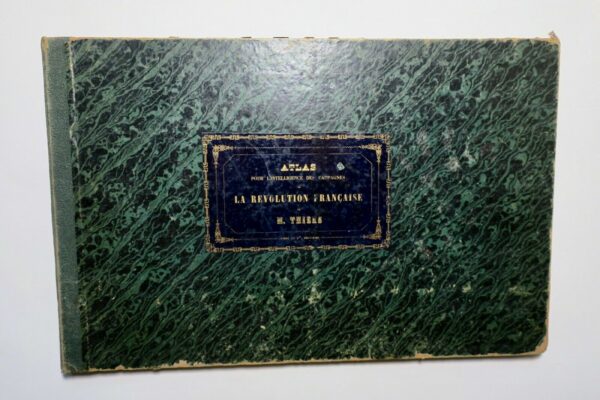 ATLAS
POUR L'INTELLIGENCE DES CAMPAGNES
LA REVOLUTION FRANÇAISE
M. THIERS